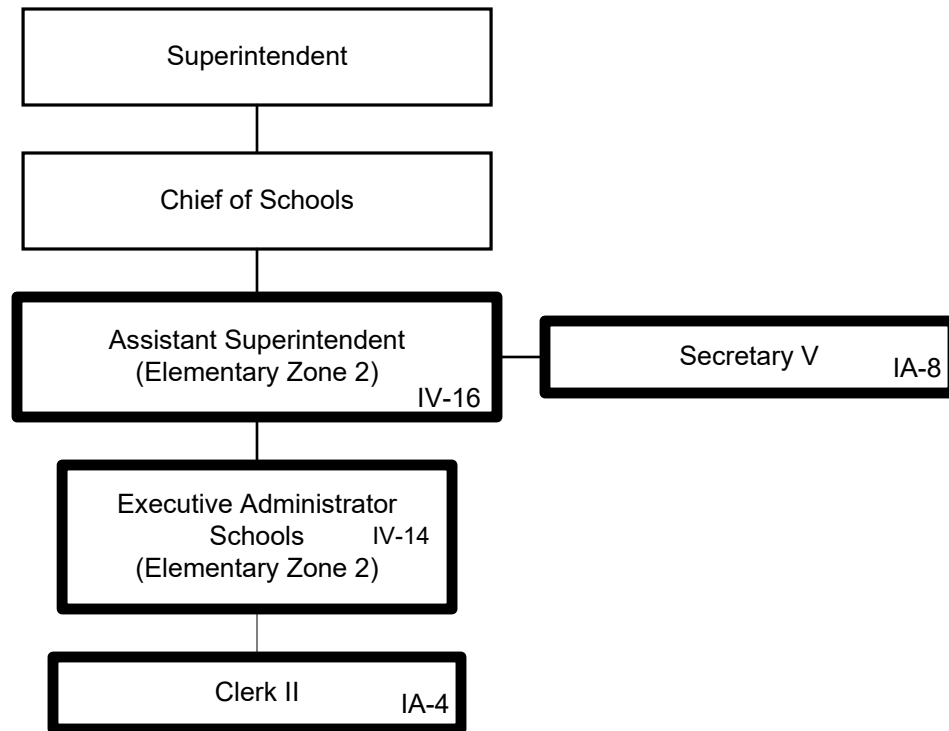 Superintendent
Chief of Schools
Assistant Superintendent
(Elementary Zone 2)
IV-16
Secretary V
IA-8
Executive Administrator
Schools IV-14
(Elementary Zone 2)
Clerk II
IA-4